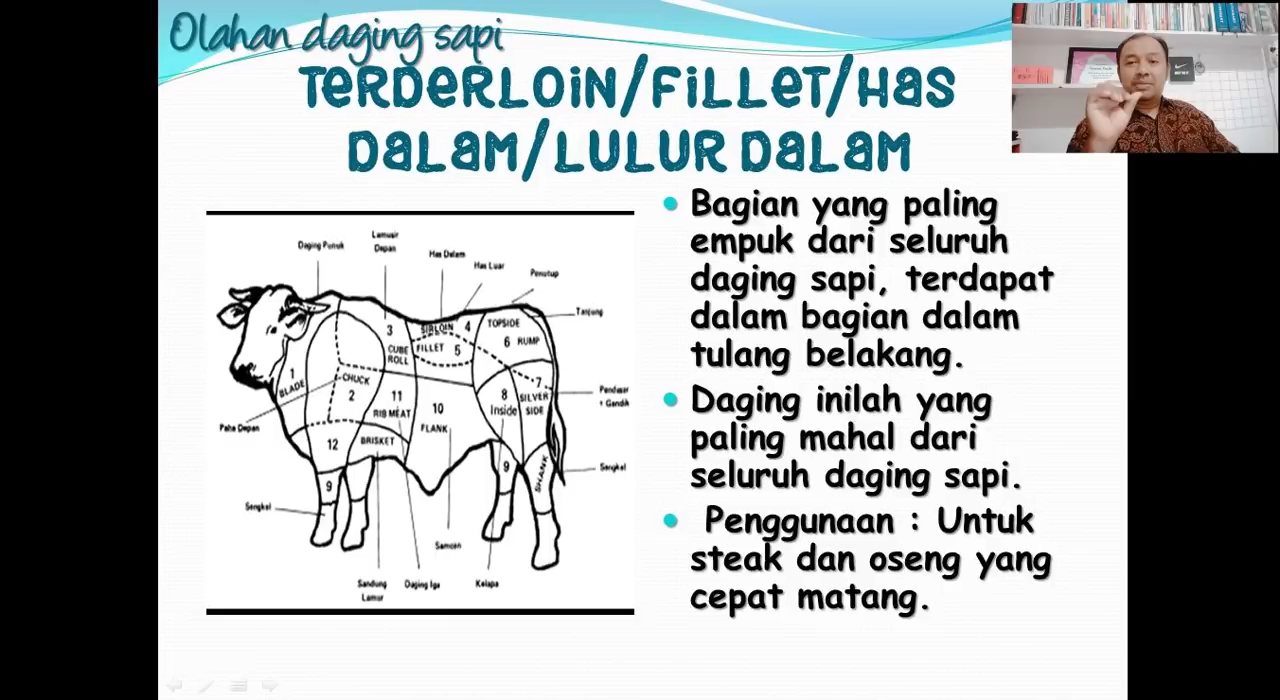 Olahan daging sapi
TERDERLOIN/FILLET/HAS
DALAM/LULUR DALAM
Daging Punuk
Lamusir
Depan
Has Dalam
Has Luar
Penutup
Tanjung
3
SIRLOIN
4
TOPSIDE
CUBE
ROLL
FILLET
5
6
RUMP
1
BLADE
CHUCK
2
11
RIB MEAT
10
FLANK
8
Inside
7
SILVER
SIDE
Pendasar
+ Gandik
Paha Depan
12
BRISKET
9
9
SHANK
Sengkel
Sengkel
Samcan
Sandung
Lamur
Daging Iga
Kelapa
Bagian yang paling
empuk dari seluruh
daging sapi, terdapat
dalam bagian dalam
tulang belakang.
Daging inilah yang
paling mahal dari
seluruh daging sapi.
Penggunaan : Untuk
steak dan oseng yang
cepat matang.